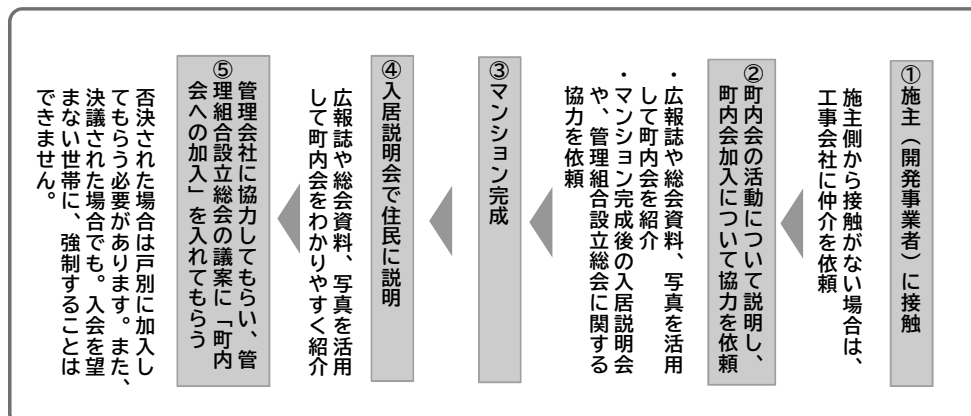 ①施主（開発事業者）に接触
施主側から接触がない場合は、
工事会社に仲介を依頼
②町内会の活動について説明し、
町内会加入について協力を依頼
・広報誌や総会資料、写真を活用
して町内会を紹介
・マンション完成後の入居説明会
や、管理組合設立総会に関する
協力を依頼
③マンション完成
④入居説明会で住民に説明
広報誌や総会資料、写真を活用
して町内会をわかりやすく紹介
⑤管理会社に協力してもらい、管
理組合設立総会の議案に「町内
会への加入」を入れてもらう
否決された場合は戸別に加入し
てもらう必要があります。また、
決議された場合でも。入会を望
まない世帯に、強制することは
できません。